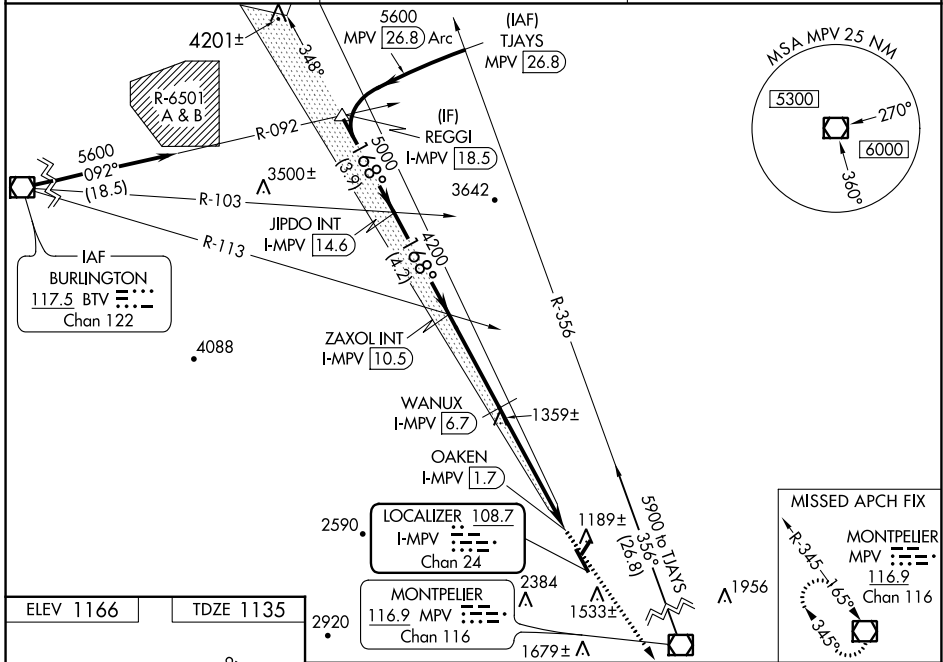 4201±
348°
5600
MPV 26.8 Arc
(IAF)
TJAYS
MPV 26.8
MSA MPV 25 NM
5300
270°
6000
360°
R-6501
A & B
R-092
(IF)
REGGI
I-MPV 18.5
5600
092°
(18.5)
3500±
168°
5000
(3.9)
3642
R-103
JIPDO INT
I-MPV 14.6
R-113
168°
4200
(4.2)
IAF
BURLINGTON
117.5 BTV
Chan 122
R-356
ZAXOL INT
I-MPV 10.5
4088
WANUX
I-MPV 6.7
1359±
OAKEN
I-MPV 1.7
5900 to TJAYS
356°
(26.8)
LOCALIZER 108.7
I-MPV
Chan 24
1189±
2590
MISSED APCH FIX
R-345
165°
345°
MONTPELIER
MPV
116.9
Chan 116
MONTPELIER
116.9 MPV
Chan 116
2384
1533±
1956
ELEV 1166
TDZE 1135
2920
1679±